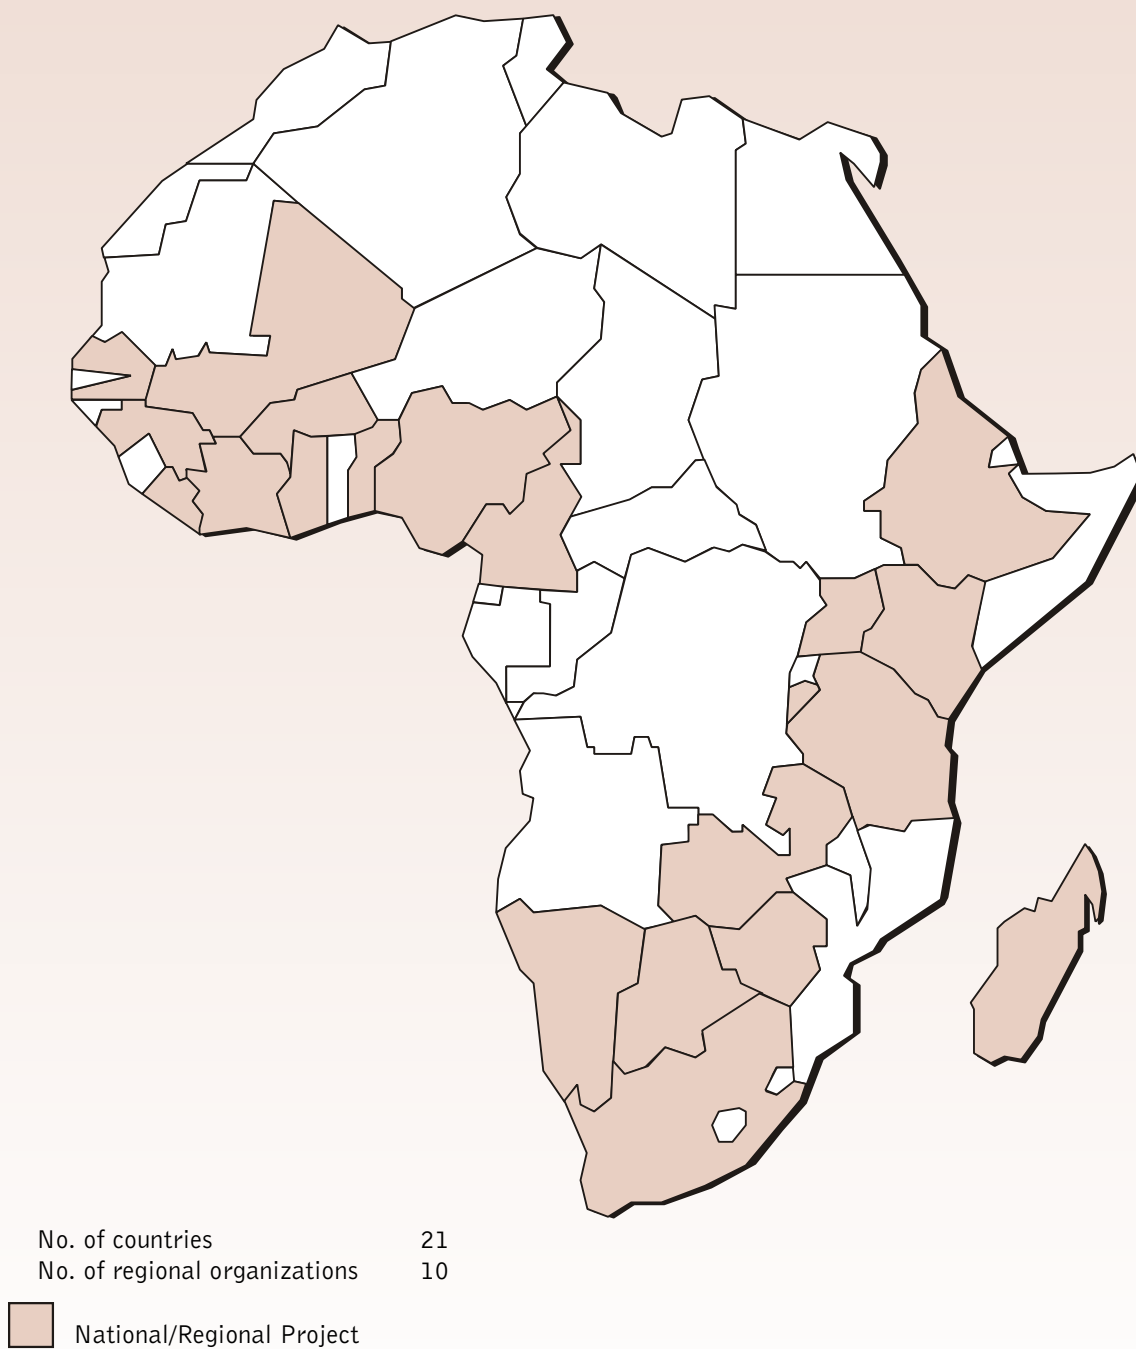 No. of countries 21
No. of regional organizations 10
National/Regional Project